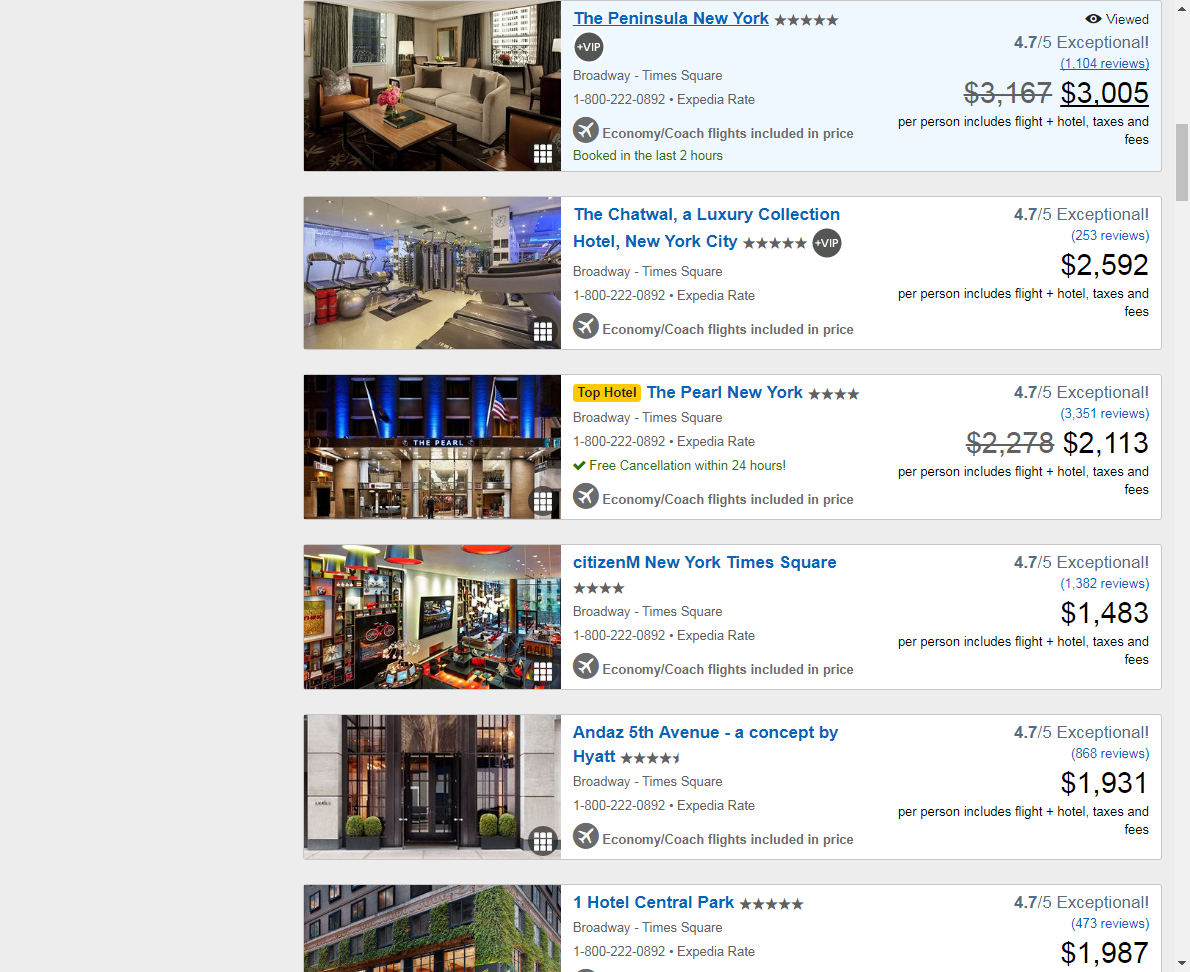 The Peninsula New York
Viewed
+VIP
4.7/5 Exceptional!
(1,104 reviews)
Broadway - Times Square
$3,167 $3,005
1-800-222-0892 • Expedia Rate
per person includes flight + hotel, taxes and
fees
Economy/Coach flights included in price
Booked in the last 2 hours
The Chatwal, a Luxury Collection
Hotel, New York City +VIP
4.7/5 Exceptional!
(253 reviews)
Broadway - Times Square
$2,592
1-800-222-0892 • Expedia Rate
per person includes flight + hotel, taxes and
fees
Economy/Coach flights included in price
THE PEARL
Top Hotel The Pearl New York
4.7/5 Exceptional!
Broadway - Times Square
(3,351 reviews)
1-800-222-0892 • Expedia Rate
$2,278 $2,113
Free Cancellation within 24 hours!
per person includes flight + hotel, taxes and
fees
Economy/Coach flights included in price
citizenM New York Times Square
4.7/5 Exceptional!
(1,382 reviews)
Broadway - Times Square
$1,483
1-800-222-0892 • Expedia Rate
per person includes flight + hotel, taxes and
fees
Economy/Coach flights included in price
Andaz 5th Avenue - a concept by
Hyatt
4.7/5 Exceptional!
(868 reviews)
Broadway - Times Square
$1,931
1-800-222-0892 • Expedia Rate
per person includes flight + hotel, taxes and
fees
Economy/Coach flights included in price
1 Hotel Central Park
4.7/5 Exceptional!
Broadway - Times Square
(473 reviews)
1-800-222-0892 • Expedia Rate
$1,987